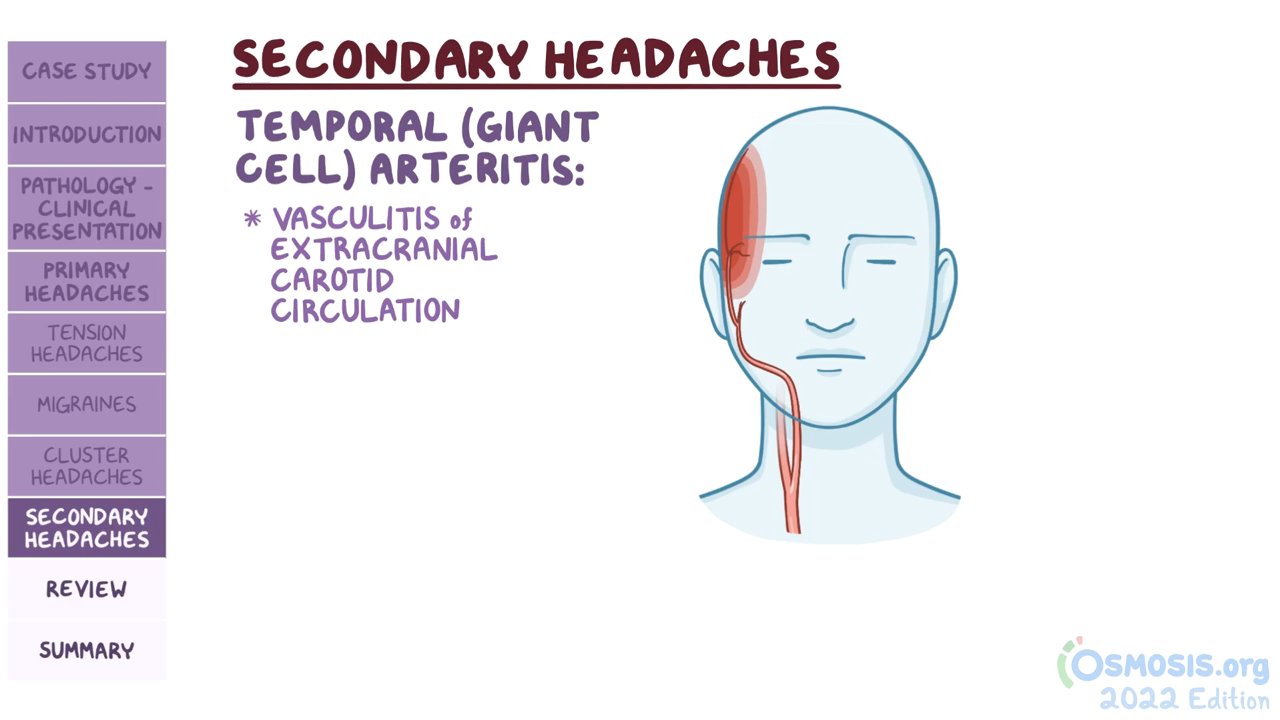 CASE STUDY
INTRODUCTION
PATHOLOGY -
CLINICAL
PRESENTATION
PRIMARY
HEADACHES
TENSION
HEADACHES
MIGRAINES
CLUSTER
HEADACHES
SECONDARY
HEADACHES
REVIEW
SUMMARY
SECONDARY HEADACHES
TEMPORAL (GIANT
CELL) ARTERITIS:
* VASCULITIS of
EXTRACRANIAL
CAROTID
CIRCULATION
OSMOSIS.org
2022 Edition